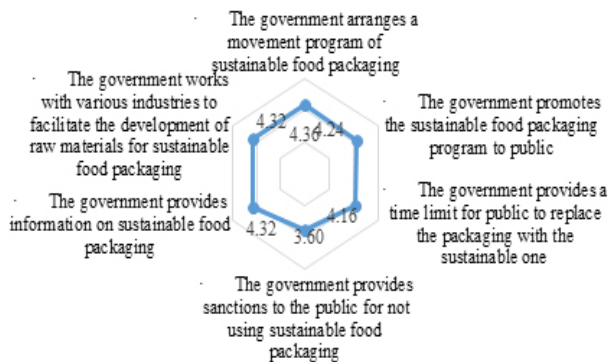 · The government arranges a
movement program of
sustainable food packaging
· The government promotes
the sustainable food packaging
program to public
· The government provides a
time limit for public to replace
the packaging with the
sustainable one
· The government provides
sanctions to the public for not
using sustainable food
packaging
· The government provides
information on sustainable food
packaging
· The government works
with various industries to
facilitate the development of
raw materials for sustainable
food packaging
4.36
4.24
4.16
3.60
4.32
4.32